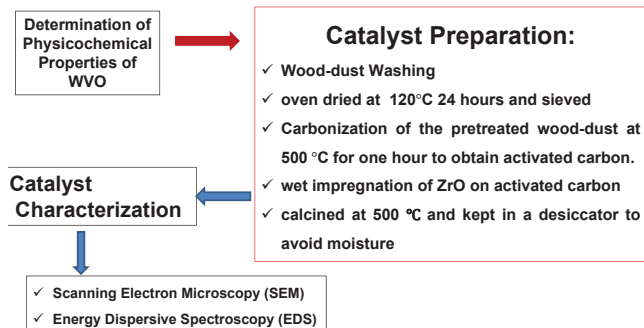 Determination of
Physicochemical
Properties of
WVO
Catalyst Preparation:
✓ Wood-dust Washing
✓ oven dried at 120°C 24 hours and sieved
✓ Carbonization of the pretreated wood-dust at
500 °C for one hour to obtain activated carbon.
✓ wet impregnation of ZrO on activated carbon
✓ calcined at 500 ℃ and kept in a desiccator to
avoid moisture
Catalyst
Characterization
✓ Scanning Electron Microscopy (SEM)
✓ Energy Dispersive Spectroscopy (EDS)